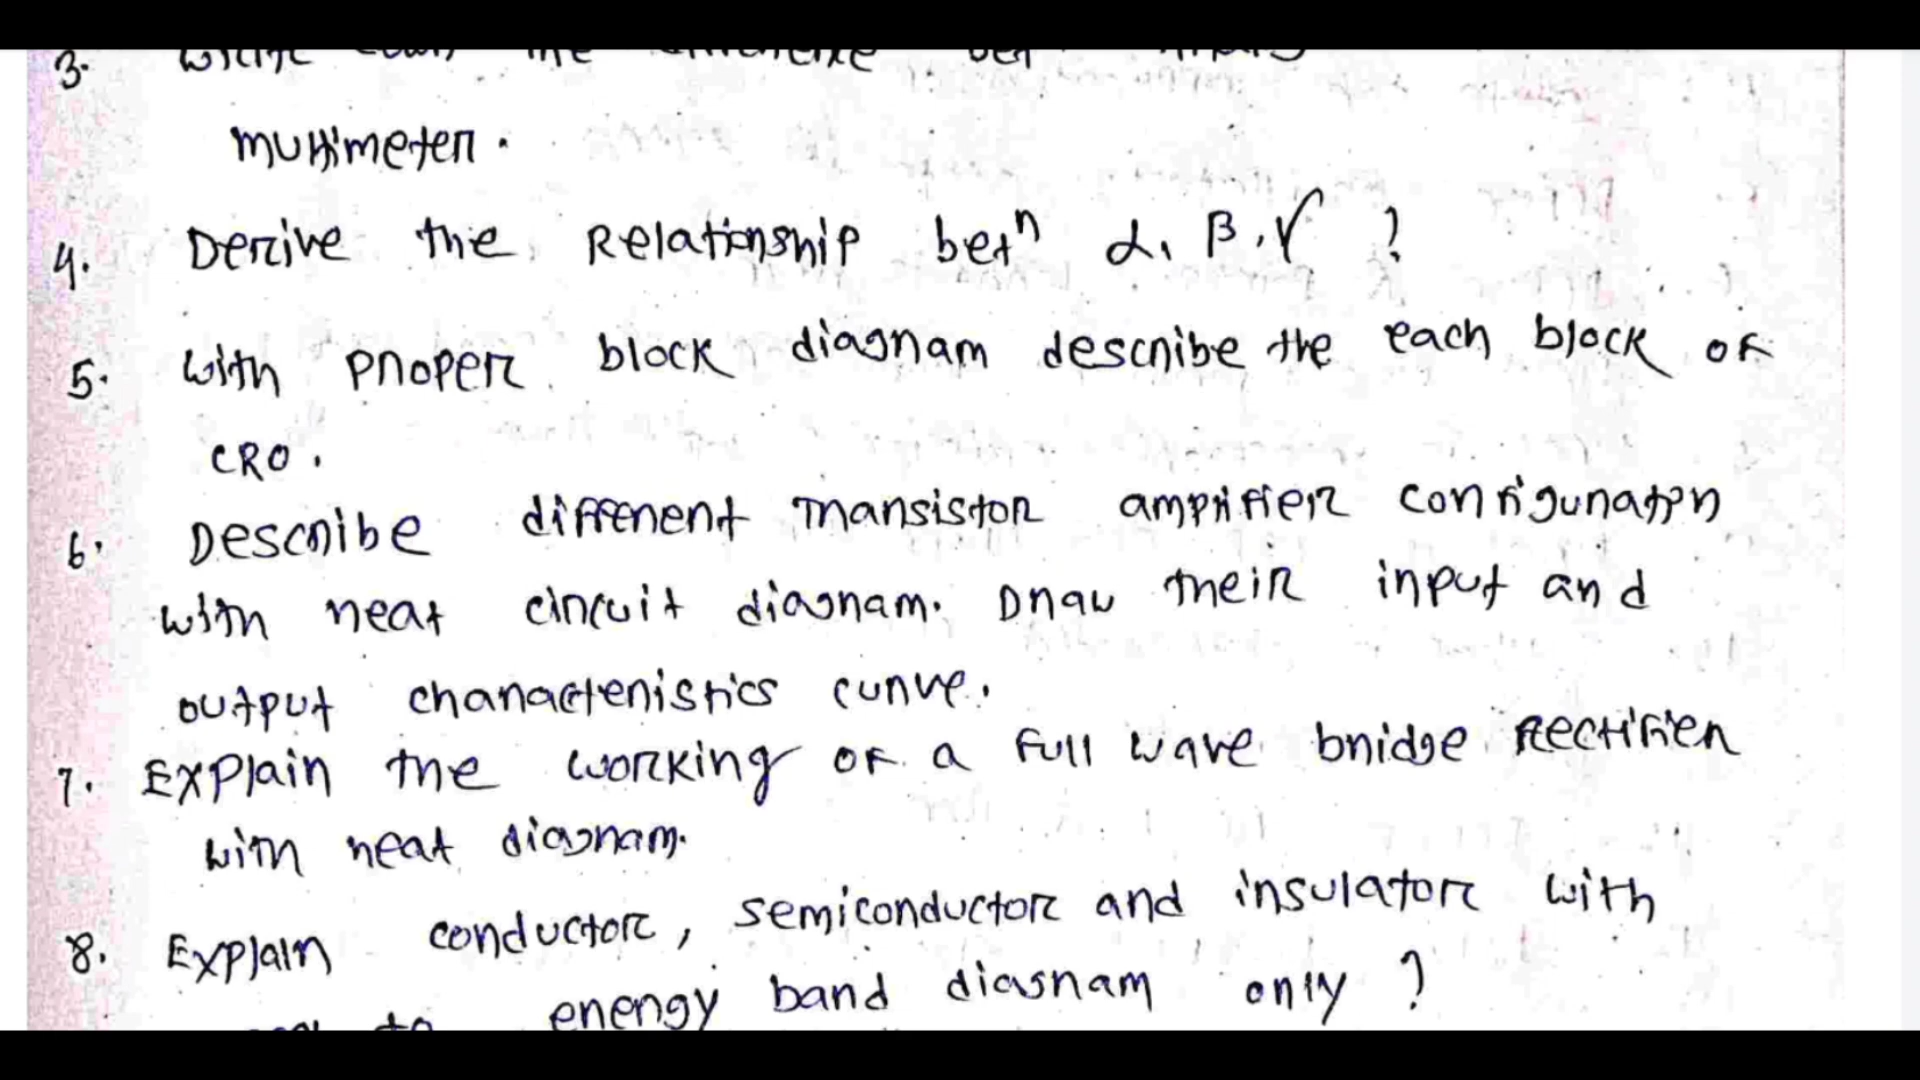 3. the bet
multimeter.
4. Derive the Relationship betn α, β, γ ?
5. with proper block diagram describe the each block of
CRO.
6. Describe different transistor amplifier configuration
with neat circuit diagram. Draw their input and
output characteristics curve.
7. Explain the working of a full wave bridge Rectifier
with neat diagram.
8. Explain conductor, semiconductor and insulator with
energy band diagram only ?